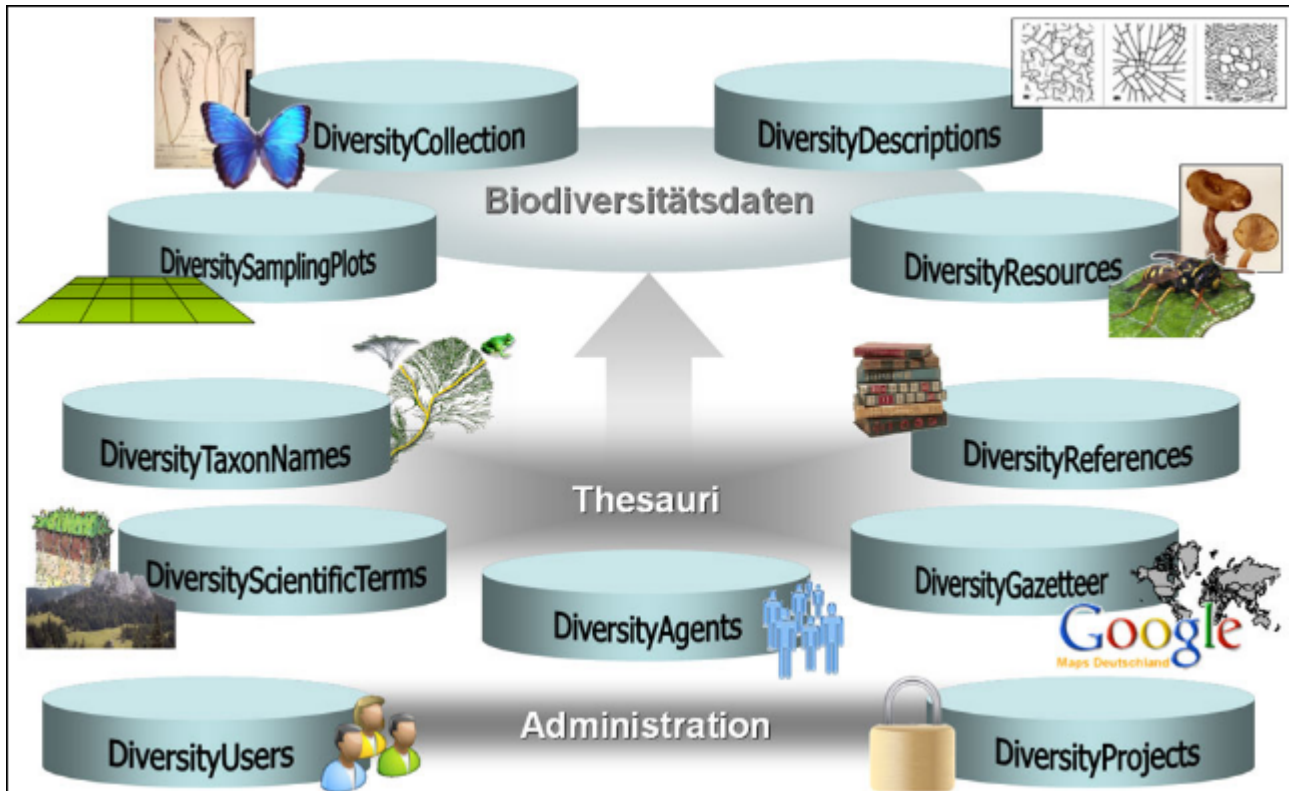 DiversityCollection
DiversityDescriptions
Biodiversitätsdaten
DiversitySamplingPlots
DiversityResources
DiversityTaxonNames
DiversityReferences
Thesauri
DiversityScientificTerms
DiversityGazetteer
DiversityAgents
Google
Maps Deutschland
DiversityUsers
Administration
DiversityProjects